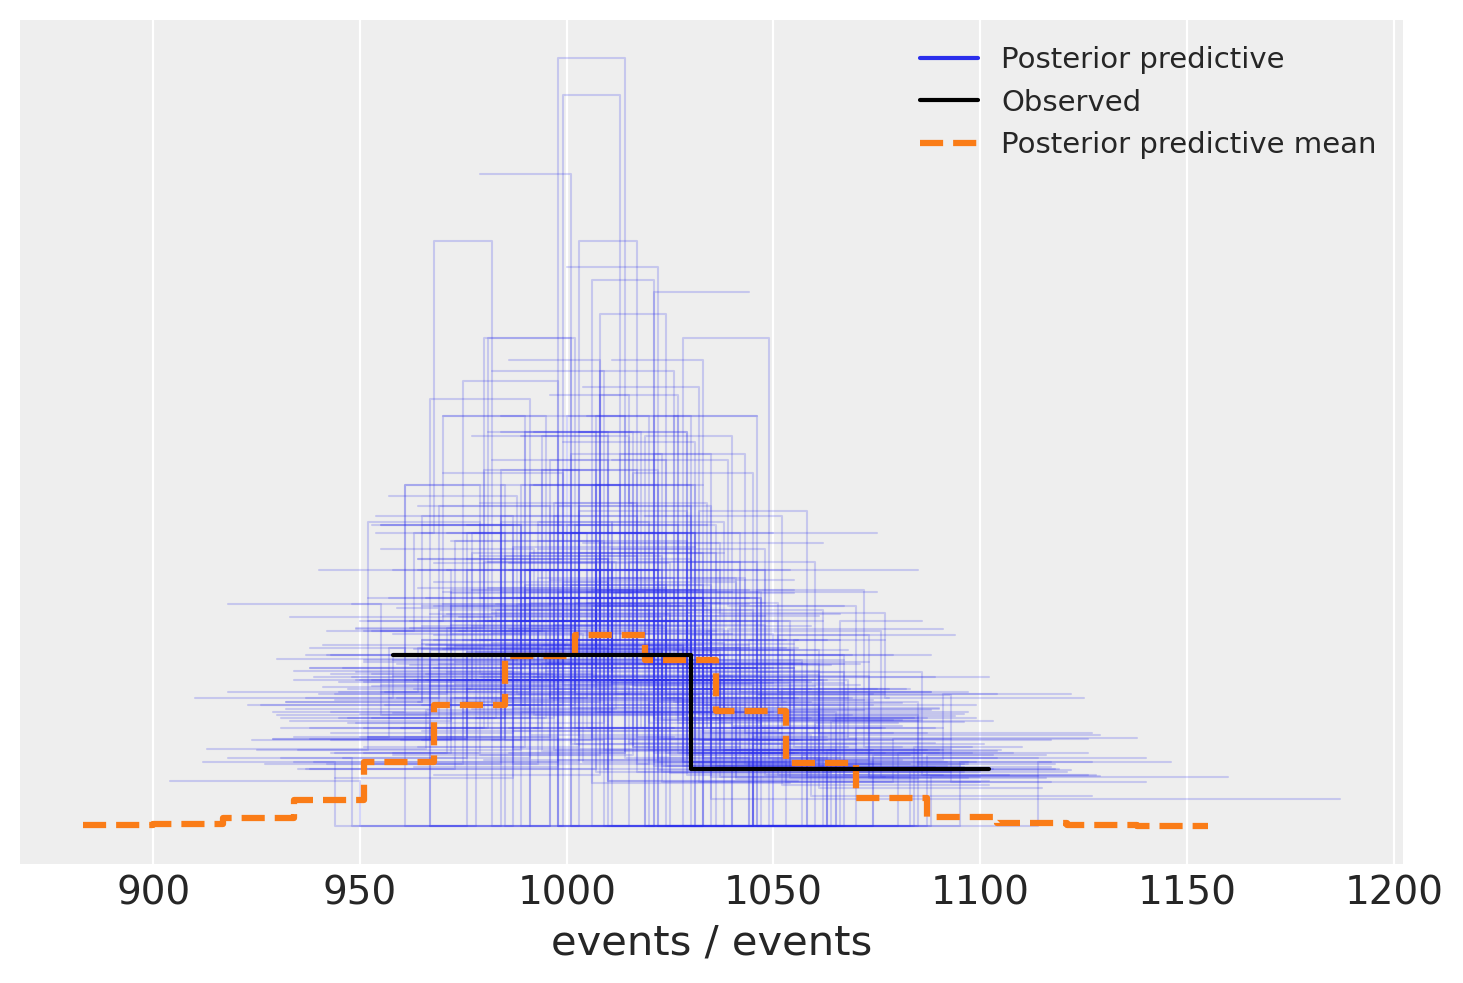 Posterior predictive
Observed
Posterior predictive mean
900 950 1000 1050 1100 1150 1200
events / events